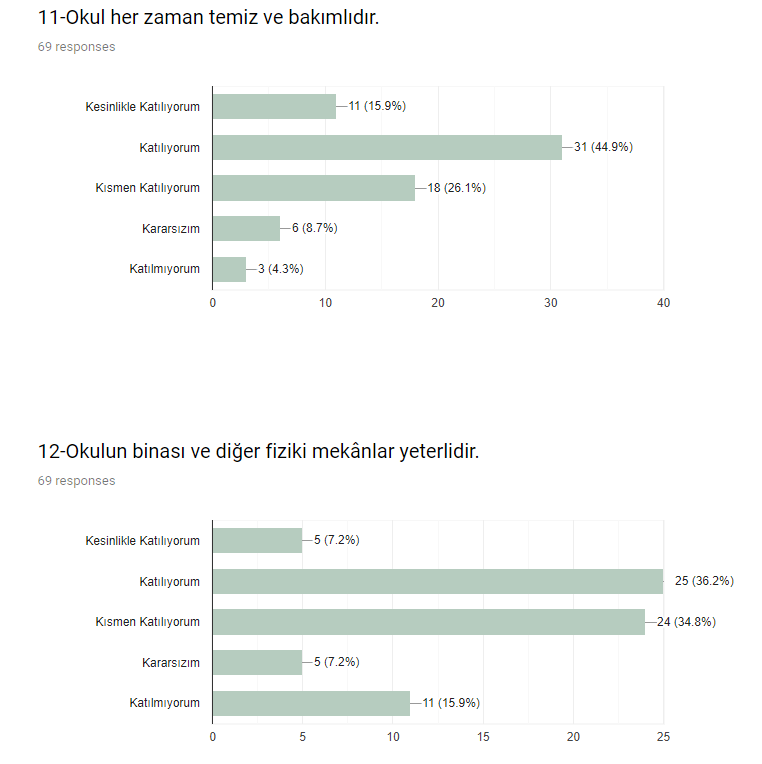 11-Okul her zaman temiz ve bakımlıdır.
69 responses
Kesinlikle Katılıyorum 11 (15.9%)
Katılıyorum 31 (44.9%)
Kısmen Katılıyorum 18 (26.1%)
Kararsızım 6 (8.7%)
Katılmıyorum 3 (4.3%)
0 10 20 30 40
12-Okulun binası ve diğer fiziki mekânlar yeterlidir.
69 responses
Kesinlikle Katılıyorum 5 (7.2%)
Katılıyorum 25 (36.2%)
Kısmen Katılıyorum 24 (34.8%)
Kararsızım 5 (7.2%)
Katılmıyorum 11 (15.9%)
0 5 10 15 20 25